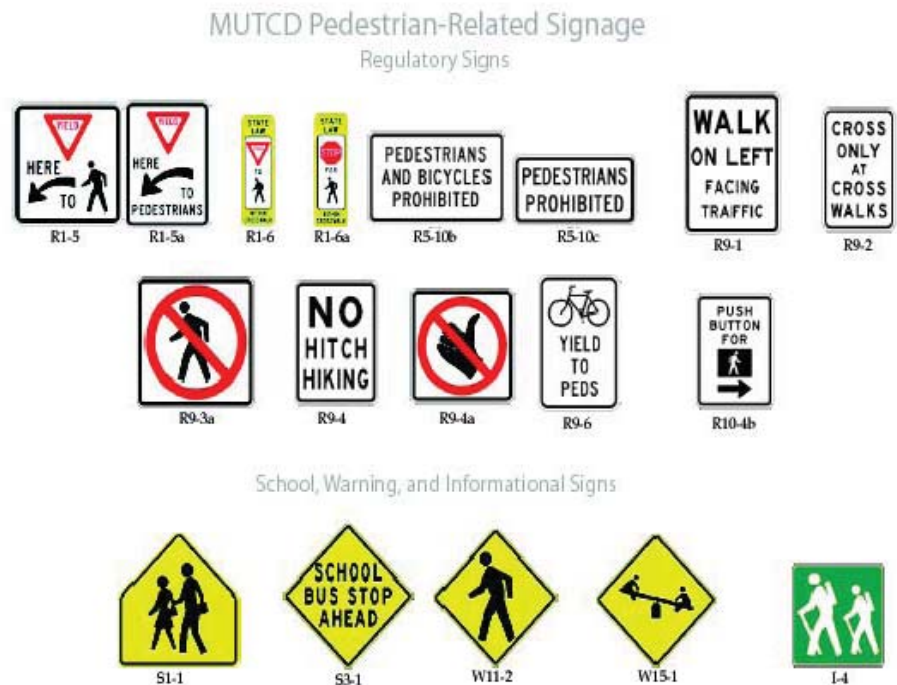 MUTCD Pedestrian-Related Signage
Regulatory Signs
YIELD
HERE
TO
R1-5
YIELD
HERE
TO
PEDESTRIANS
R1-5a
STATE
LAW
YIELD
TO
R1-6
STATE
LAW
STOP
FOR
R1-6a
PEDESTRIANS
AND BICYCLES
PROHIBITED
R5-10b
PEDESTRIANS
PROHIBITED
R5-10c
WALK
ON LEFT
FACING
TRAFFIC
R9-1
CROSS
ONLY
AT
CROSS
WALKS
R9-2
R9-3a
NO
HITCH
HIKING
R9-4
R9-4a
YIELD
TO
PEDS
R9-6
PUSH
BUTTON
FOR
R10-4b
School, Warning, and Informational Signs
S1-1
SCHOOL
BUS STOP
AHEAD
S3-1
W11-2
W15-1
I-4